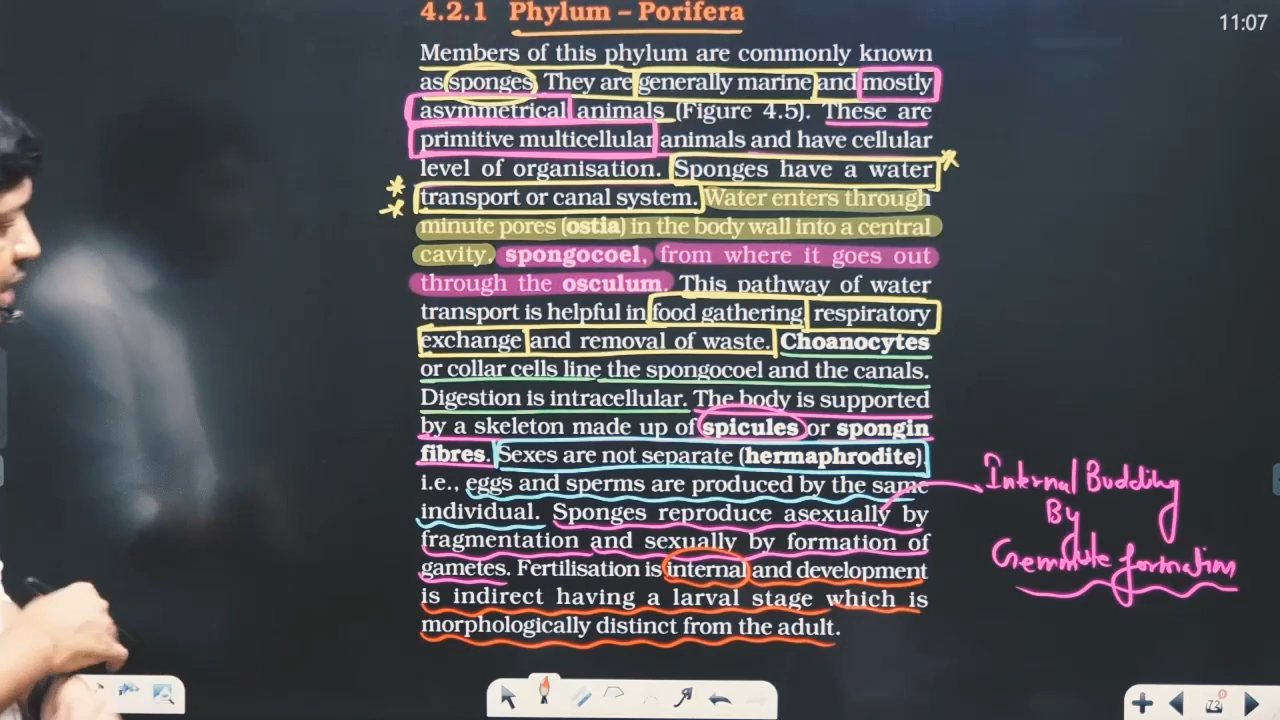 4.2.1 Phylum – Porifera
11:07
Members of this phylum are commonly known
as sponges. They are generally marine and mostly
asymmetrical animals (Figure 4.5). These are
primitive multicellular animals and have cellular
level of organisation. Sponges have a water
transport or canal system. Water enters through
minute pores (ostia) in the body wall into a central
cavity, spongocoel, from where it goes out
through the osculum. This pathway of water
transport is helpful in food gathering, respiratory
exchange and removal of waste. Choanocytes
or collar cells line the spongocoel and the canals.
Digestion is intracellular. The body is supported
by a skeleton made up of spicules or spongin
fibres. Sexes are not separate (hermaphrodite),
i.e., eggs and sperms are produced by the same
individual. Sponges reproduce asexually by
fragmentation and sexually by formation of
gametes. Fertilisation is internal and development
is indirect having a larval stage which is
morphologically distinct from the adult.
Internal Budding
By
Gemmule formation
72